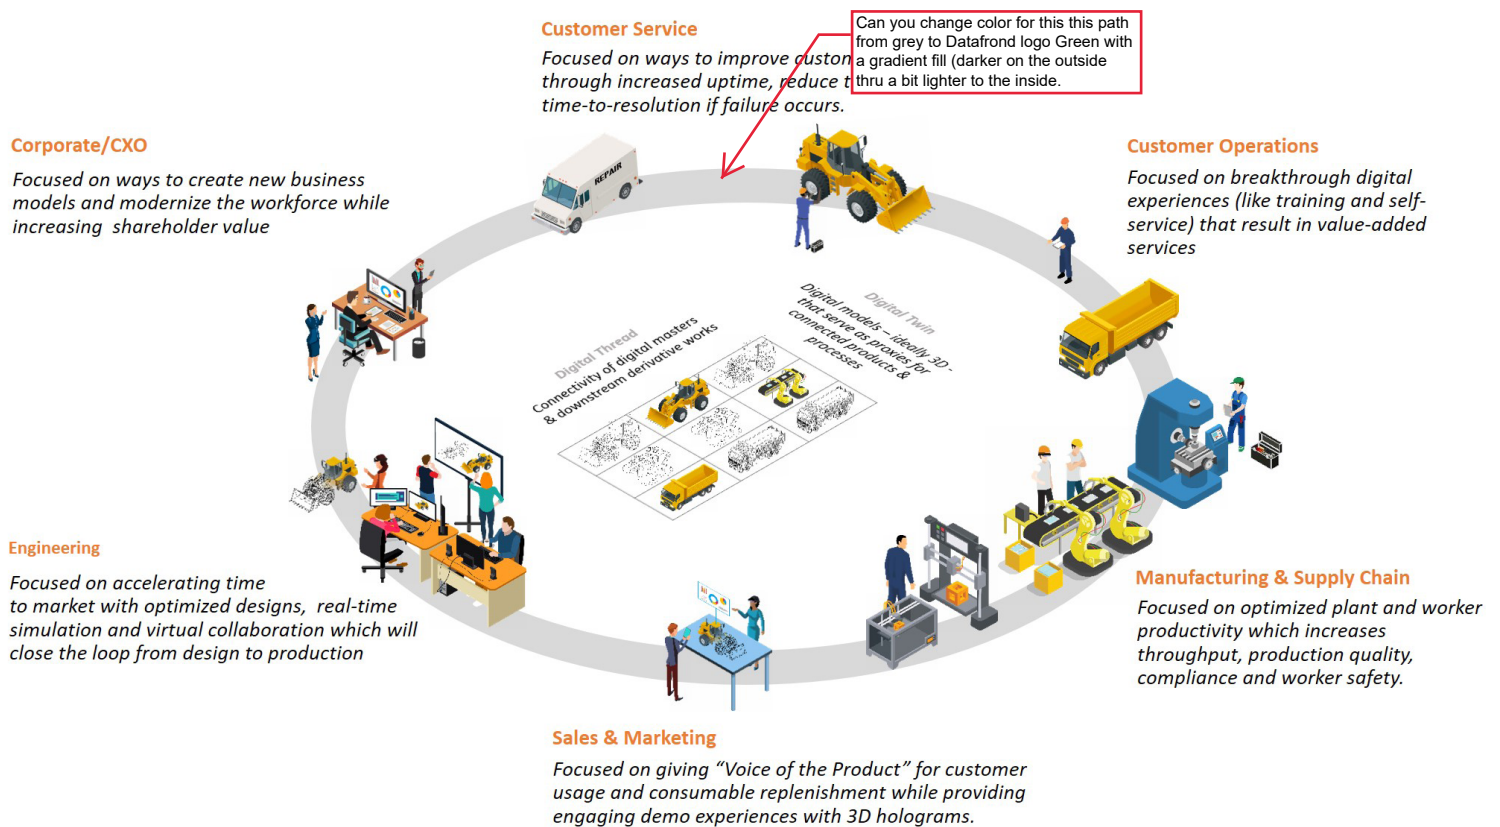 Customer Service
Focused on ways to improve custom
through increased uptime, reduce t
time-to-resolution if failure occurs.
Can you change color for this this path
from grey to Datafrond logo Green with
a gradient fill (darker on the outside
thru a bit lighter to the inside.
Corporate/CXO
Focused on ways to create new business
models and modernize the workforce while
increasing shareholder value
Customer Operations
Focused on breakthrough digital
experiences (like training and self-
service) that result in value-added
services
REPAIR
Digital Thread
Connectivity of digital masters
& downstream derivative works
Digital Twin
Digital models – ideally 3D -
that serve as proxies for
connected products &
processes
Engineering
Focused on accelerating time
to market with optimized designs, real-time
simulation and virtual collaboration which will
close the loop from design to production
Manufacturing & Supply Chain
Focused on optimized plant and worker
productivity which increases
throughput, production quality,
compliance and worker safety.
Sales & Marketing
Focused on giving “Voice of the Product” for customer
usage and consumable replenishment while providing
engaging demo experiences with 3D holograms.